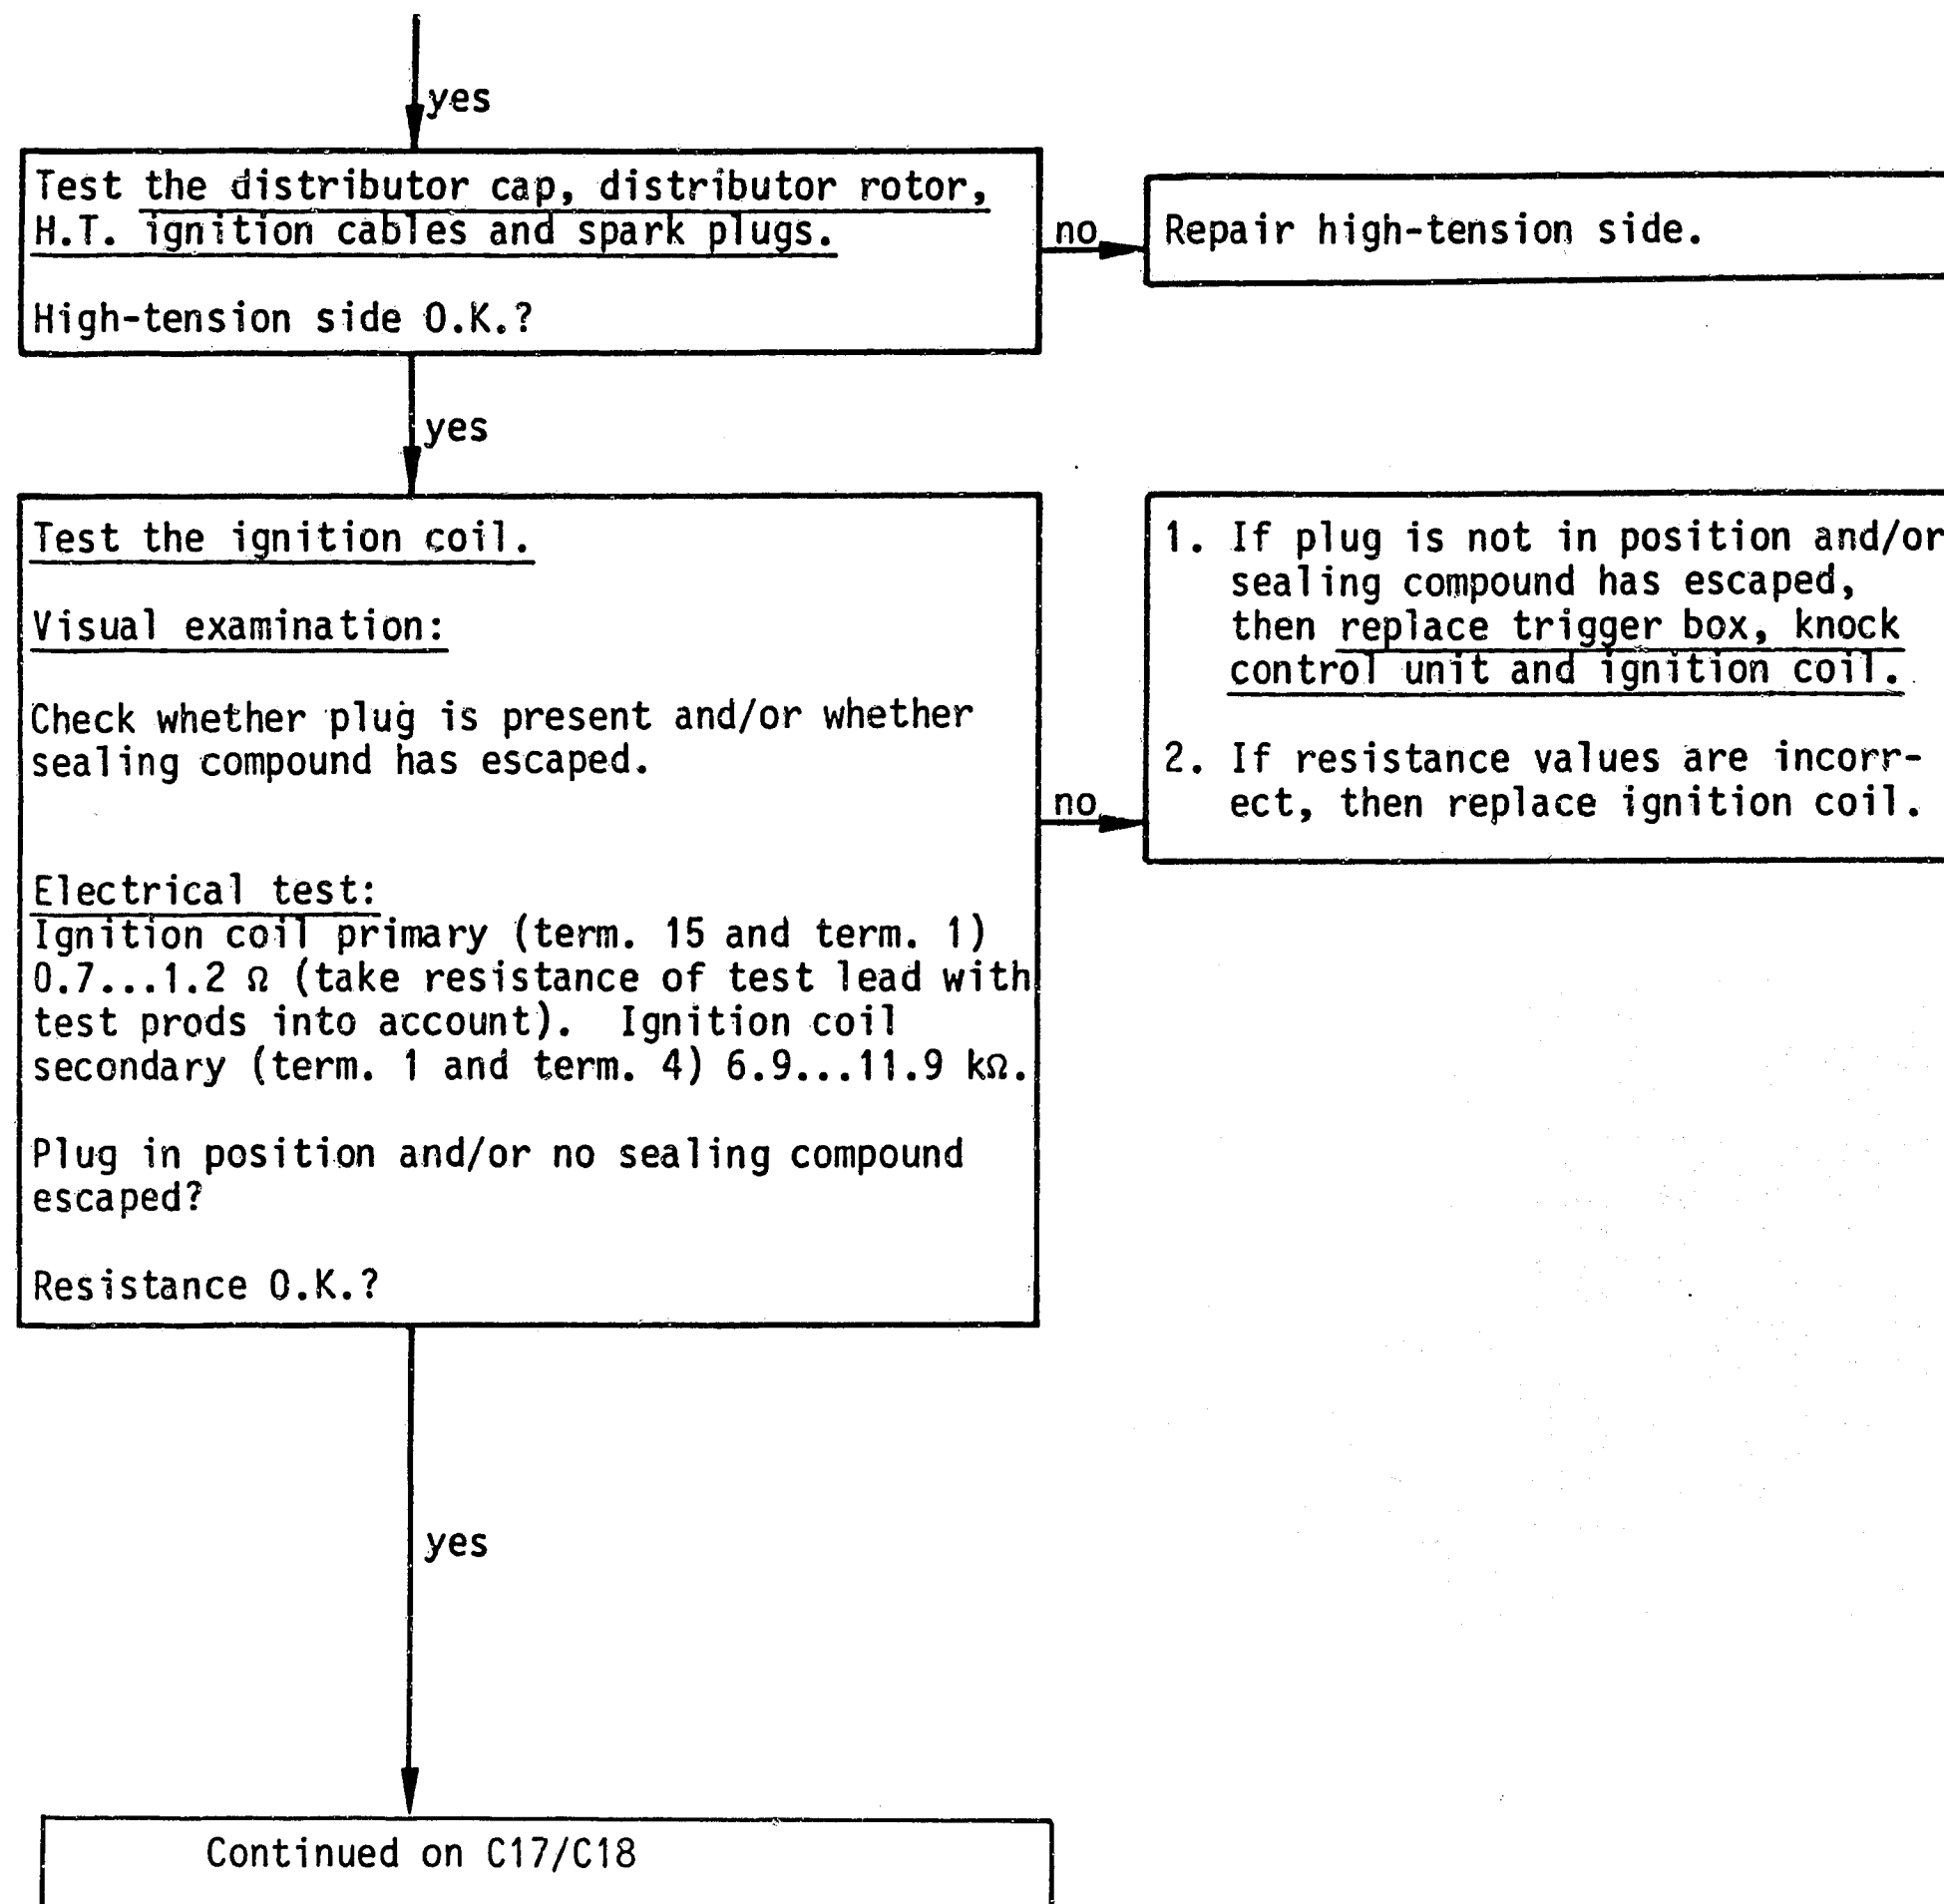 yes
Test the distributor cap, distributor rotor,
H.T. ignition cables and spark plugs.
High-tension side O.K.?
no
Repair high-tension side.
yes
Test the ignition coil.
Visual examination:
Check whether plug is present and/or whether
sealing compound has escaped.
Electrical test:
Ignition coil primary (term. 15 and term. 1)
0.7...1.2 Ω (take resistance of test lead with
test prods into account). Ignition coil
secondary (term. 1 and term. 4) 6.9...11.9 kΩ.
Plug in position and/or no sealing compound
escaped?
Resistance O.K.?
no
1. If plug is not in position and/or
sealing compound has escaped,
then replace trigger box, knock
control unit and ignition coil.
2. If resistance values are incorr-
ect, then replace ignition coil.
yes
Continued on C17/C18